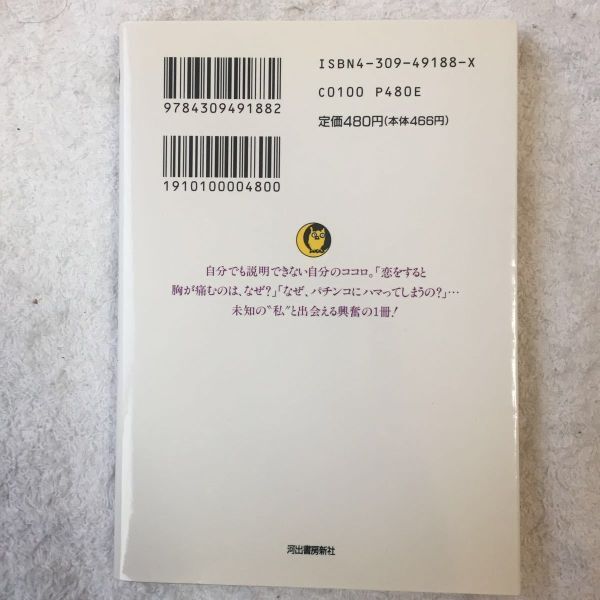 ISBN4-309-49188-X
9784309491882
C0100 P480E
定価480円(本体466円)
1910100004800
自分でも説明できない自分のココロ。「恋をすると
胸が痛むのは、なぜ?」「なぜ、パチンコにハマってしまうの?」…
未知の“私”と出会える興奮の1冊!
河出書房新社